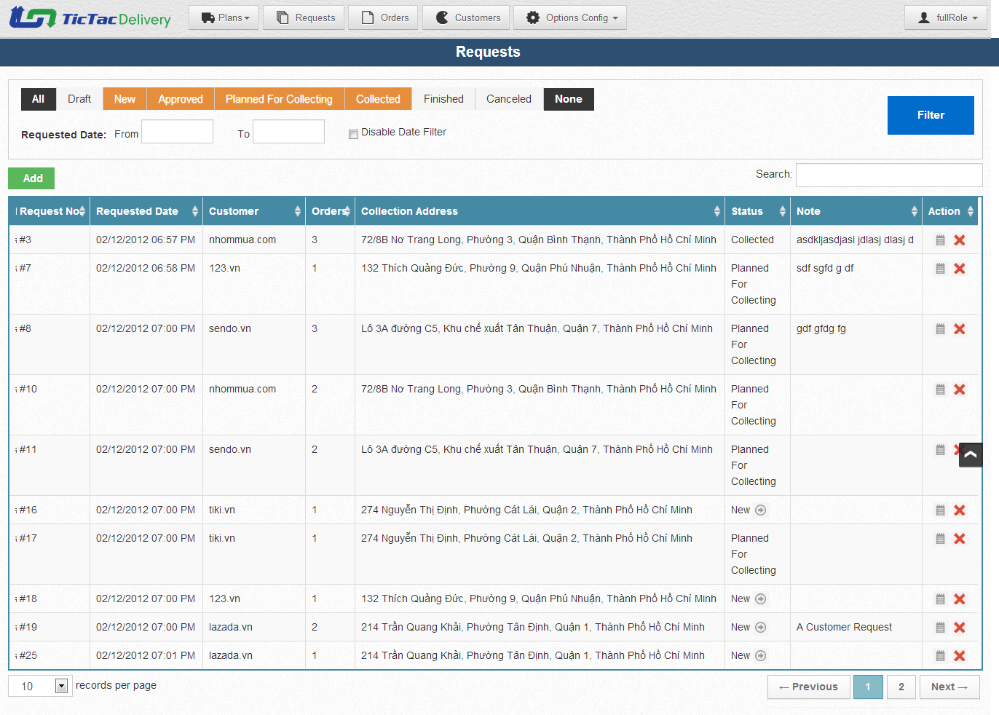 TicTac Delivery Plans Requests Orders Customers Options Config fullRole
Requests
All Draft New Approved Planned For Collecting Collected Finished Canceled None
Filter
Requested Date: From To Disable Date Filter
Add
Search:
Request No Requested Date Customer Orders Collection Address Status Note Action
#3 02/12/2012 06:57 PM nhommua.com 3 72/8B Nơ Trang Long, Phường 3, Quận Bình Thạnh, Thành Phố Hồ Chí Minh Collected asdkljasdjasl jdlasj dlasj d
#7 02/12/2012 06:58 PM 123.vn 1 132 Thích Quảng Đức, Phường 9, Quận Phú Nhuận, Thành Phố Hồ Chí Minh Planned sdf sgfd g df
For
Collecting
#8 02/12/2012 07:00 PM sendo.vn 3 Lô 3A đường C5, Khu chế xuất Tân Thuận, Quận 7, Thành Phố Hồ Chí Minh Planned gdf gfdg fg
For
Collecting
#10 02/12/2012 07:00 PM nhommua.com 2 72/8B Nơ Trang Long, Phường 3, Quận Bình Thạnh, Thành Phố Hồ Chí Minh Planned
For
Collecting
#11 02/12/2012 07:00 PM sendo.vn 2 Lô 3A đường C5, Khu chế xuất Tân Thuận, Quận 7, Thành Phố Hồ Chí Minh Planned
For
Collecting
#16 02/12/2012 07:00 PM tiki.vn 1 274 Nguyễn Thị Định, Phường Cát Lái, Quận 2, Thành Phố Hồ Chí Minh New
#17 02/12/2012 07:00 PM tiki.vn 1 274 Nguyễn Thị Định, Phường Cát Lái, Quận 2, Thành Phố Hồ Chí Minh Planned
For
Collecting
#18 02/12/2012 07:00 PM 123.vn 1 132 Thích Quảng Đức, Phường 9, Quận Phú Nhuận, Thành Phố Hồ Chí Minh New
#19 02/12/2012 07:00 PM lazada.vn 2 214 Trần Quang Khải, Phường Tân Định, Quận 1, Thành Phố Hồ Chí Minh New A Customer Request
#25 02/12/2012 07:01 PM lazada.vn 1 214 Trần Quang Khải, Phường Tân Định, Quận 1, Thành Phố Hồ Chí Minh New
10 records per page ← Previous 1 2 Next →